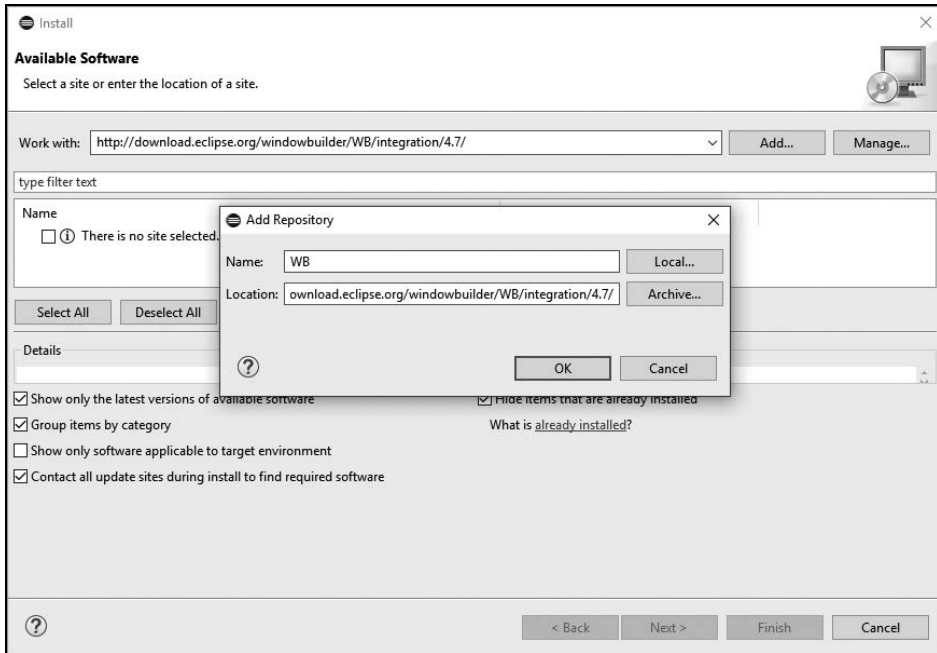 Install
Available Software
Select a site or enter the location of a site.
Work with: http://download.eclipse.org/windowbuilder/WB/integration/4.7/ Add... Manage...
type filter text
Name
There is no site selected.
Add Repository
Name: WB Local...
Location: ownload.eclipse.org/windowbuilder/WB/integration/4.7/ Archive...
OK Cancel
Select All Deselect All
Details
Show only the latest versions of available software Hide items that are already installed
Group items by category What is already installed?
Show only software applicable to target environment
Contact all update sites during install to find required software
< Back Next > Finish Cancel